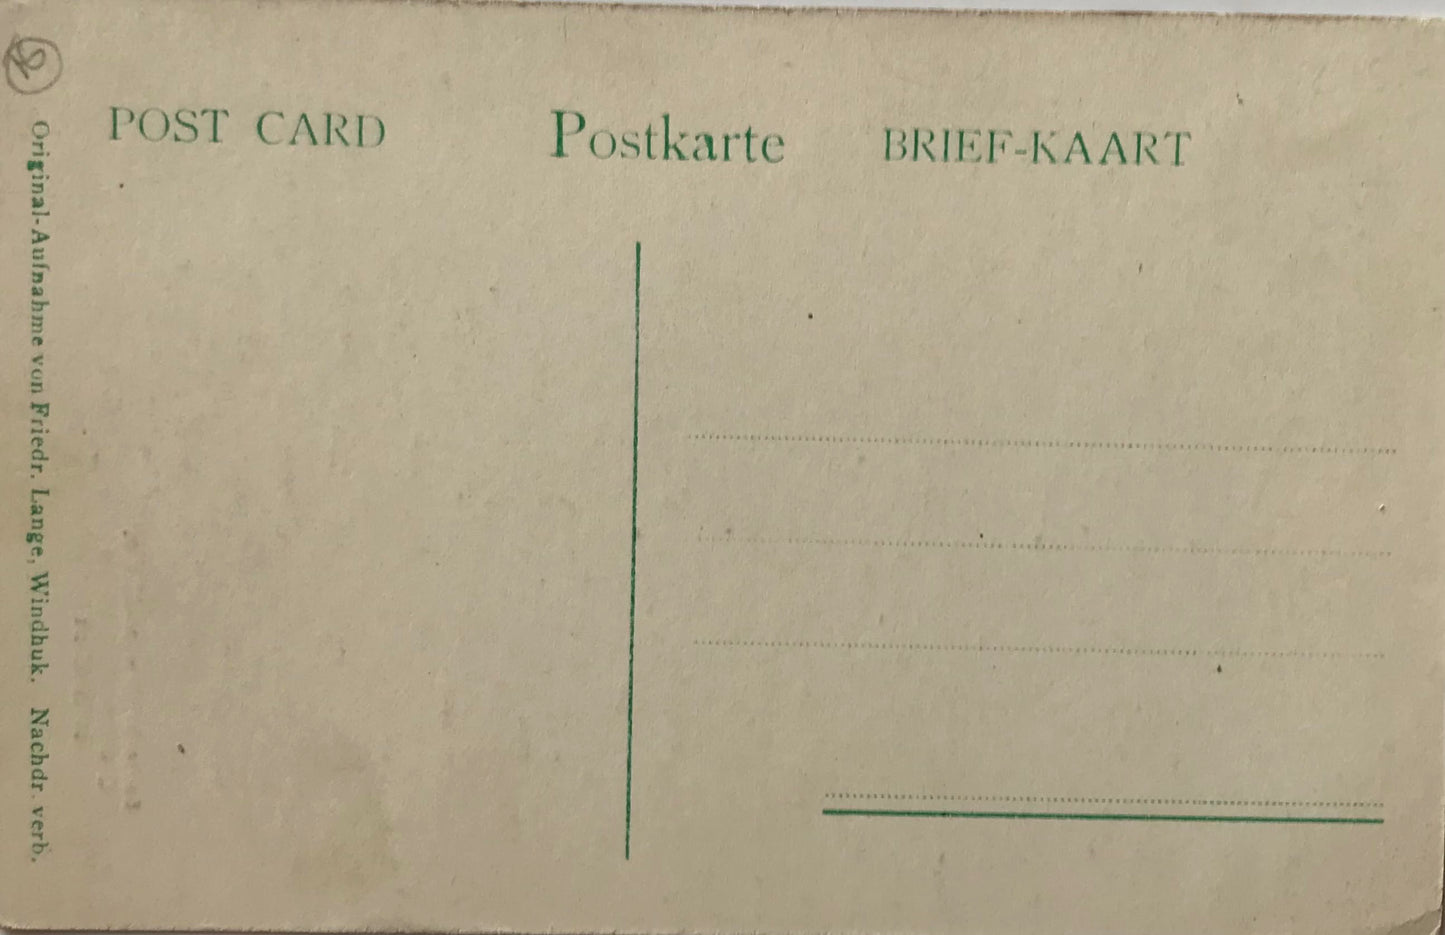 POST CARD
Postkarte
BRIEF-KAART
Original-Aufnahme von Friedr. Lange, Windhuk. Nachdr. verb.